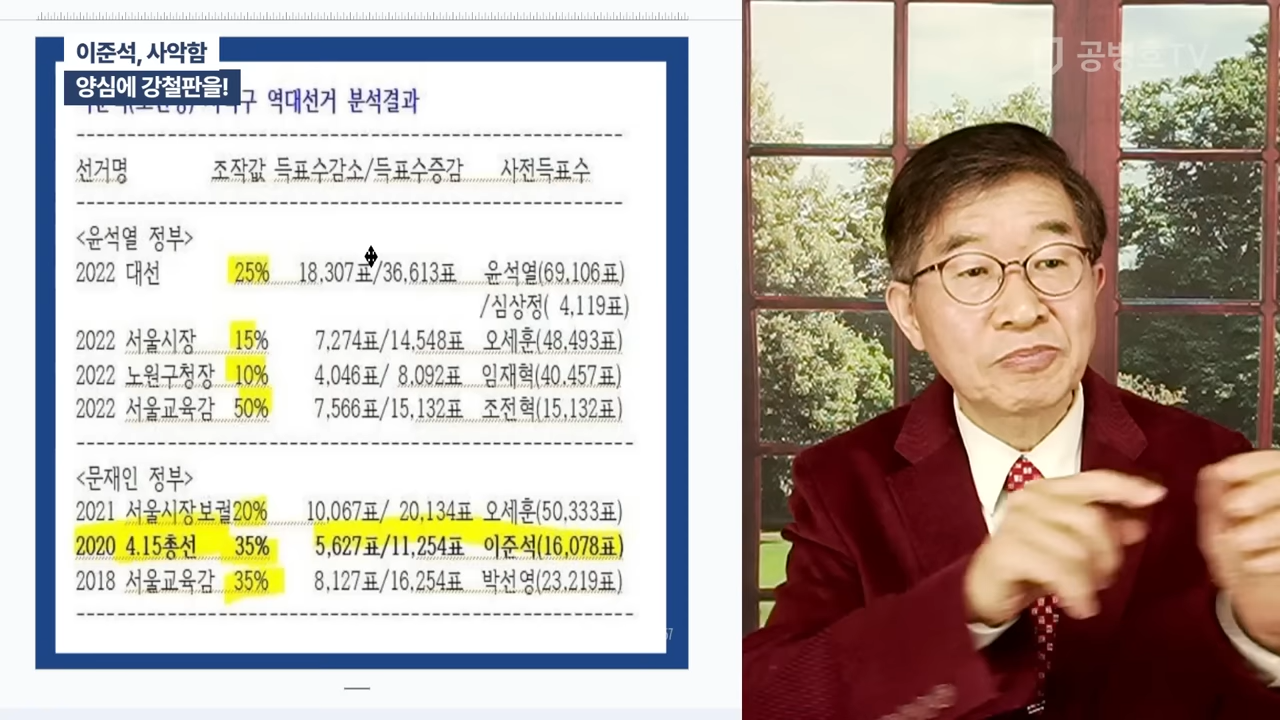 이준석, 사악함
양심에 강철판을!
역대선거 분석결과
선거명 조작값 득표수감소/득표수증감 사전득표수
<윤석열 정부>
2022 대선 25% 18,307표/36,613표 윤석열(69,106표)
/심상정( 4,119표)
2022 서울시장 15% 7,274표/14,548표 오세훈(48,493표)
2022 노원구청장 10% 4,046표/ 8,092표 임재혁(40.457표)
2022 서울교육감 50% 7,566표/15,132표 조전혁(15,132표)
<문재인 정부>
2021 서울시장보궐20% 10,067표/ 20,134표 오세훈(50,333표)
2020 4.15총선 35% 5,627표/11,254표 이준석(16,078표)
2018 서울교육감 35% 8,127표/16,254표 박선영(23,219표)
공병호TV